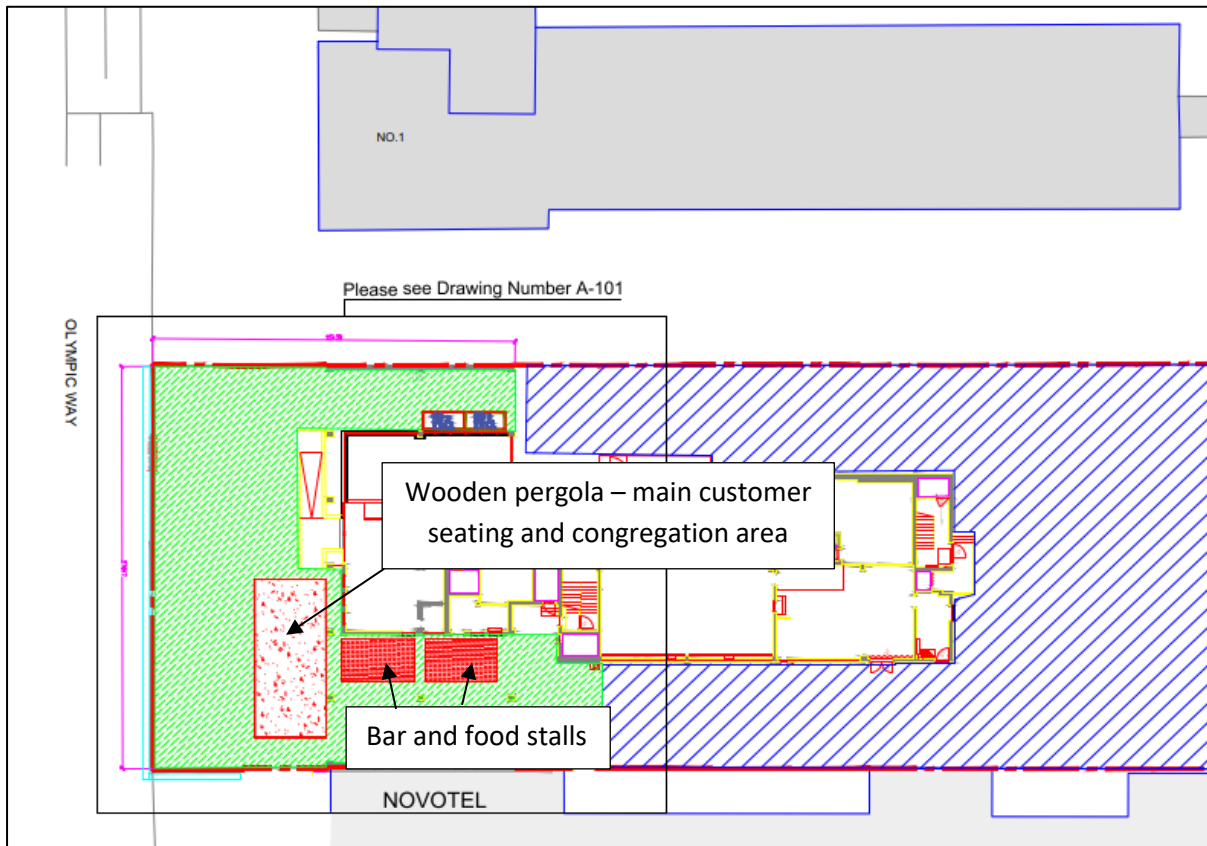 NO.1
Please see Drawing Number A-101
OLYMPIC WAY
Wooden pergola – main customer
seating and congregation area
Bar and food stalls
NOVOTEL